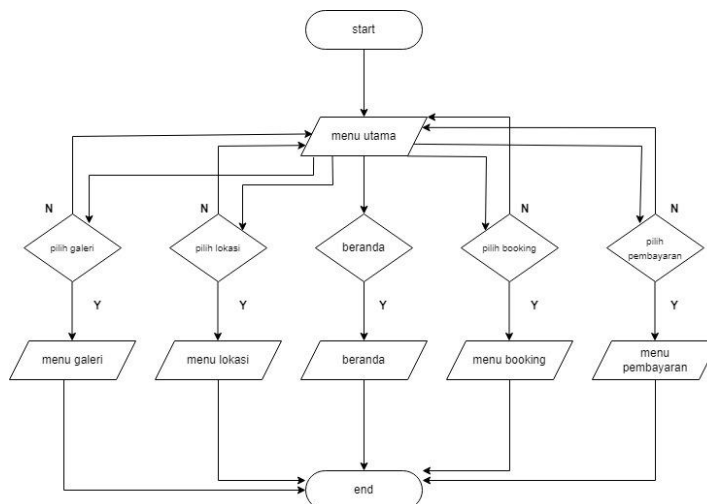 start
menu utama
N
N
N
N
pilih galeri
pilih lokasi
beranda
pilih booking
pilih
pembayaran
Y
Y
Y
Y
Y
menu galeri
menu lokasi
beranda
menu booking
menu
pembayaran
end